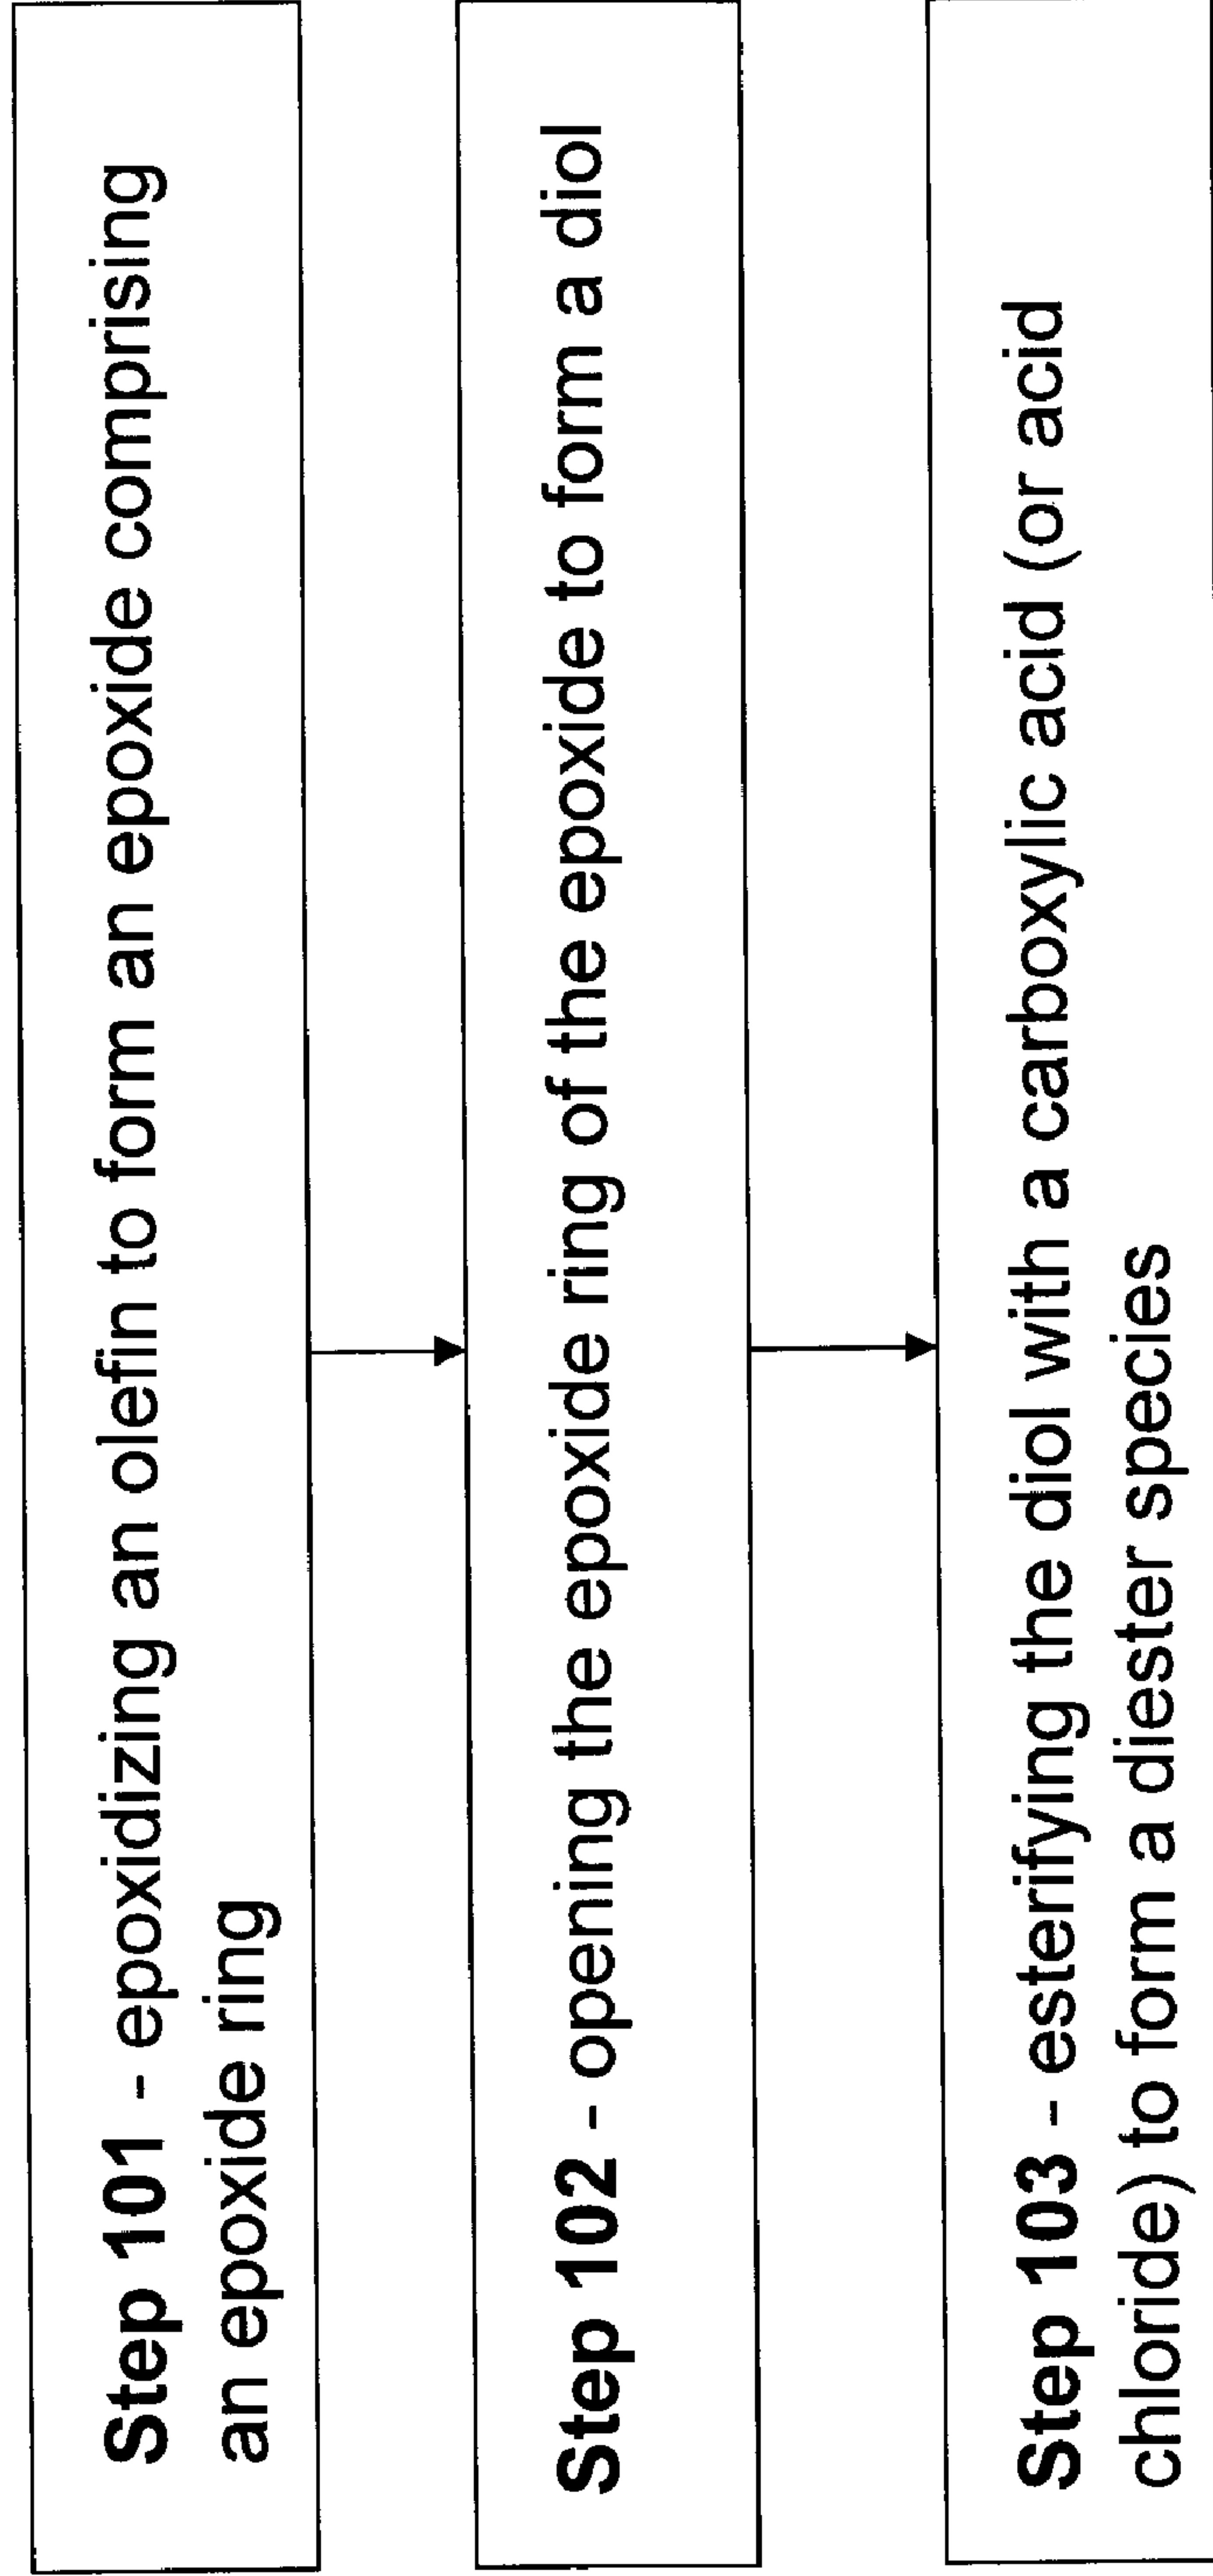 Step 101 - epoxidizing an olefin to form an epoxide comprising
an epoxide ring
Step 102 - opening the epoxide ring of the epoxide to form a diol
Step 103 - esterifying the diol with a carboxylic acid (or acid
chloride) to form a diester species